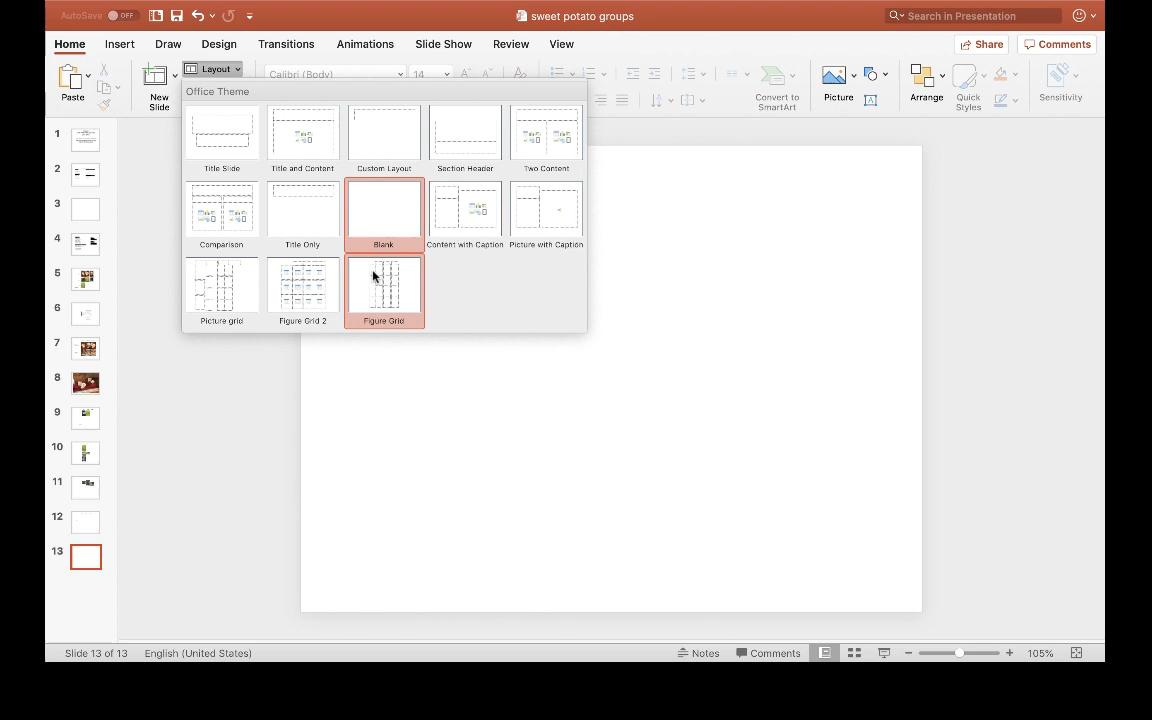 AutoSave OFF
sweet potato groups
Search in Presentation
Home Insert Draw Design Transitions Animations Slide Show Review View
Share Comments
Paste
New
Slide
Layout
Calibri (Body) 14
Convert to
SmartArt
Picture
Arrange
Quick
Styles
Sensitivity
Office Theme
Title Slide Title and Content Custom Layout Section Header Two Content
Comparison Title Only Blank Content with Caption Picture with Caption
Picture grid Figure Grid 2 Figure Grid
1
2
3
4
5
6
7
8
9
10
11
12
13
Slide 13 of 13 English (United States)
Notes Comments 105%